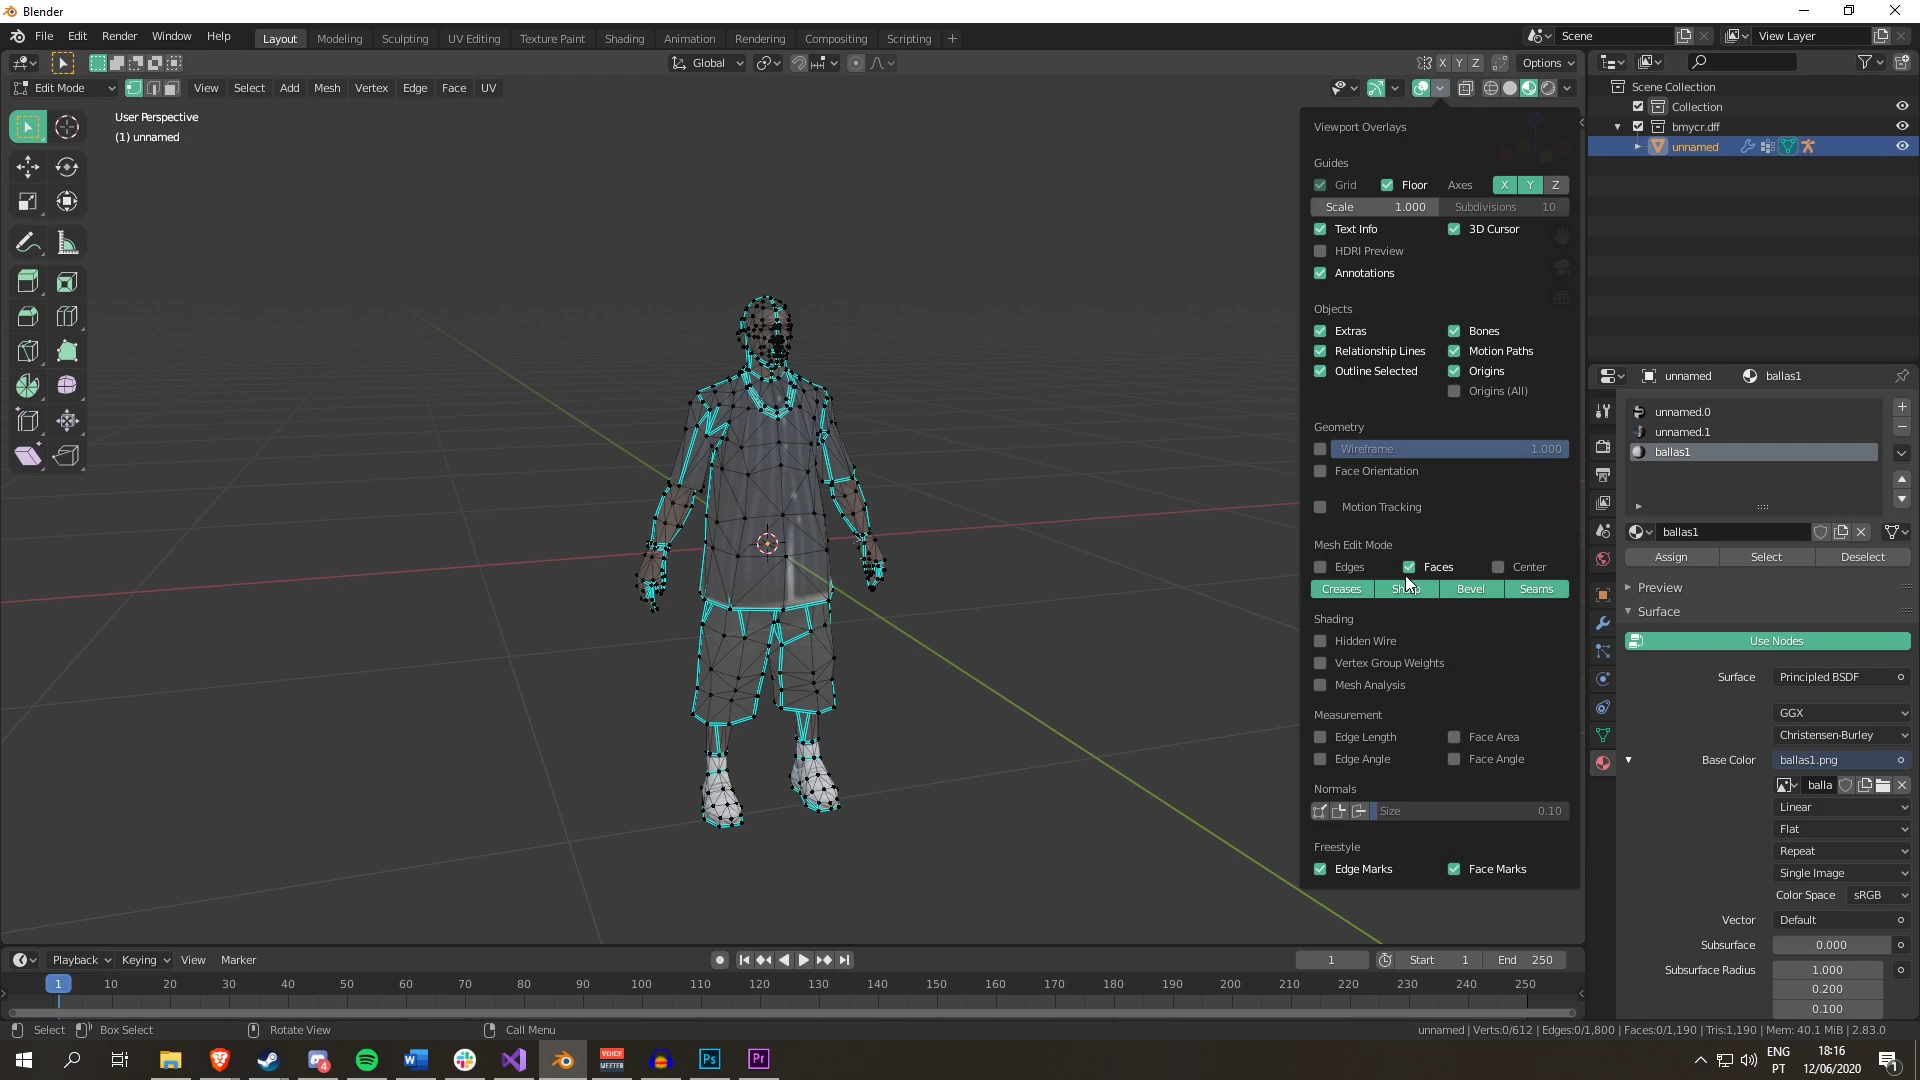 Blender
File Edit Render Window Help
Layout Modeling Sculpting UV Editing Texture Paint Shading Animation Rendering Compositing Scripting +
Scene
View Layer
Global
X Y Z
Options
Edit Mode
View Select Add Mesh Vertex Edge Face UV
User Perspective
(1) unnamed
Viewport Overlays
Guides
Grid Floor Axes X Y Z
Scale 1.000 Subdivisions 10
Text Info 3D Cursor
HDRI Preview
Annotations
Objects
Extras Bones
Relationship Lines Motion Paths
Outline Selected Origins
Origins (All)
Geometry
Wireframe 1.000
Face Orientation
Motion Tracking
Mesh Edit Mode
Edges Faces Center
Creases Bevel Seams
Shading
Hidden Wire
Vertex Group Weights
Mesh Analysis
Measurement
Edge Length Face Area
Edge Angle Face Angle
Normals
Size 0.10
Freestyle
Edge Marks Face Marks
Scene Collection
Collection
bmycr.dff
unnamed
unnamed ballas1
unnamed.0
unnamed.1
ballas1
ballas1
Assign Select Deselect
Preview
Surface
Use Nodes
Surface Principled BSDF
GGX
Christensen-Burley
Base Color ballas1.png
balla
Linear
Flat
Repeat
Single Image
Color Space sRGB
Vector Default
Subsurface 0.000
Subsurface Radius 1.000
0.200
0.100
Playback Keying View Marker
1 Start 1 End 250
1 10 20 30 40 50 60 70 80 90 100 110 120 130 140 150 160 170 180 190 200 210 220 230 240 250
Select Box Select Rotate View Call Menu
unnamed | Verts:0/612 | Edges:0/1,800 | Faces:0/1,190 | Tris:1,190 | Mem: 40.1 MiB | 2.83.0
4
W
VOICE
MEETER
Ps
Pr
ENG
PT
18:16
12/06/2020
1